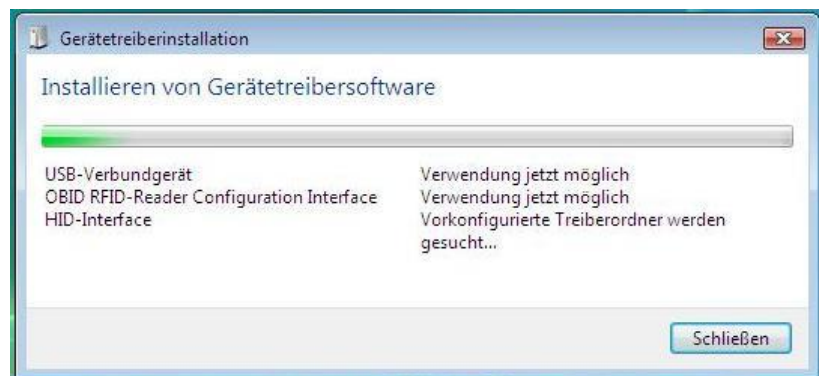 Gerätetreiberinstallation
Installieren von Gerätetreibersoftware
USB-Verbundgerät Verwendung jetzt möglich
OBID RFID-Reader Configuration Interface Verwendung jetzt möglich
HID-Interface Vorkonfigurierte Treiberordner werden
gesucht...
Schließen